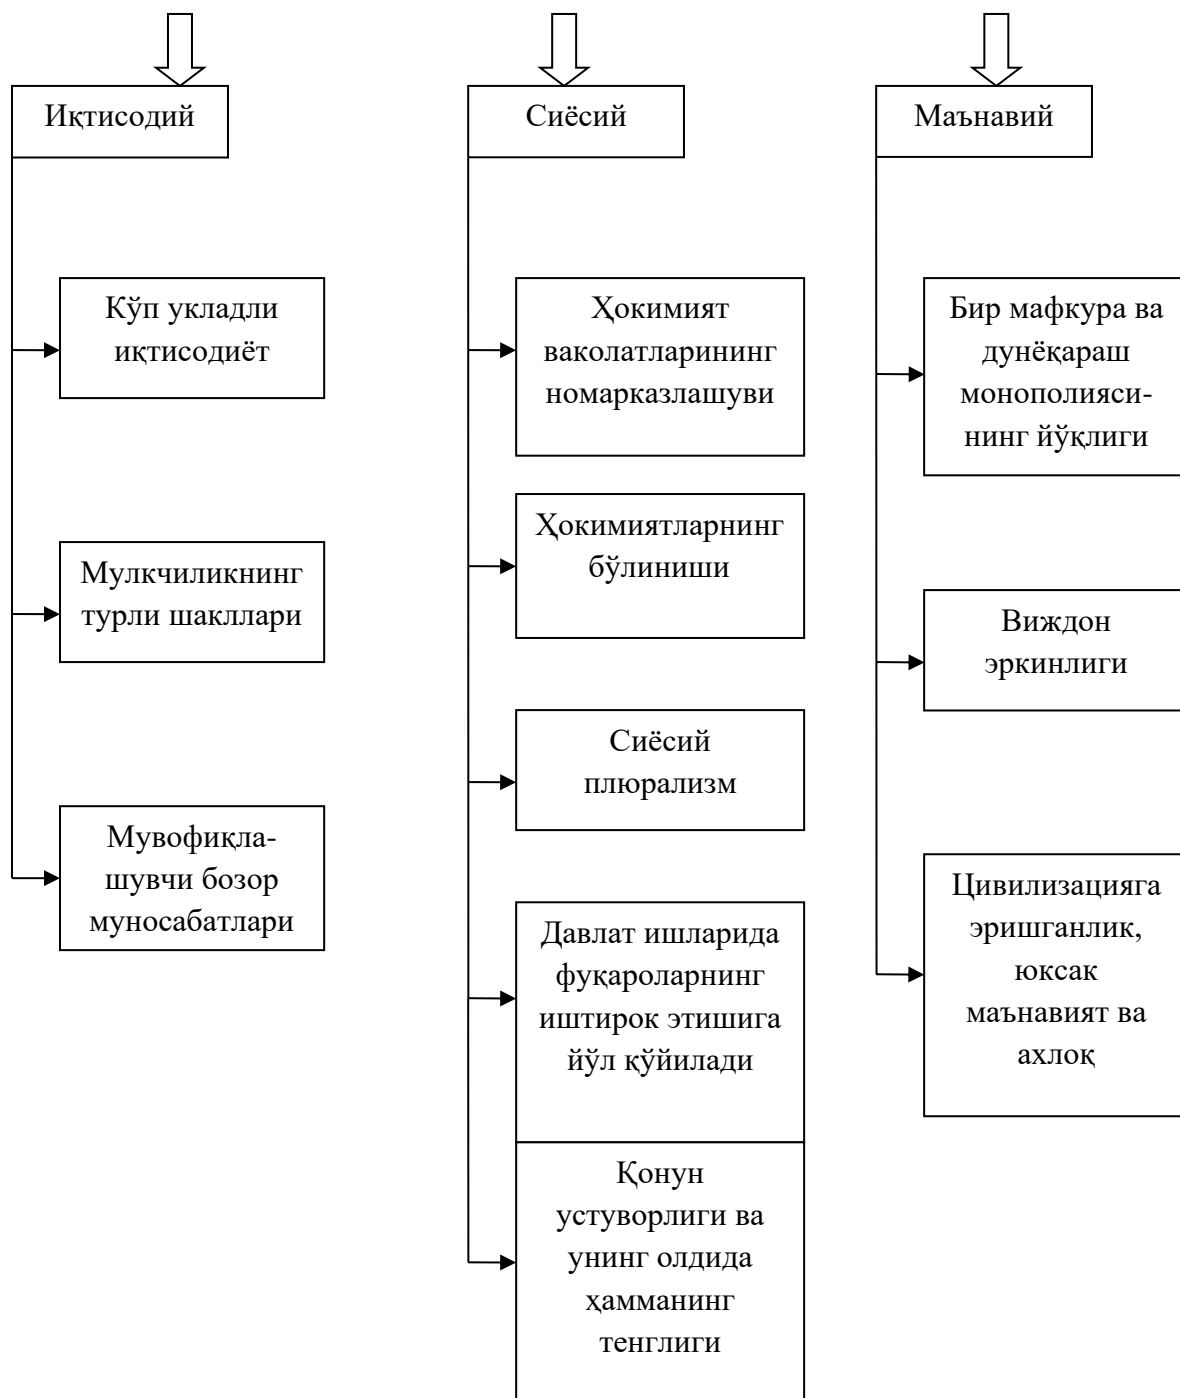 Иқтисодий
Кўп укладли
иқтисодиёт
Мулкчиликнинг
турли шакллари
Мувофиқла-
шувчи бозор
муносабатлари
Сиёсий
Ҳокимият
ваколатларининг
номарказлашуви
Ҳокимиятларнинг
бўлиниши
Сиёсий
плюрализм
Давлат ишларида
фуқароларнинг
иштирок этишига
йўл қўйилади
Қонун
устуворлиги ва
унинг олдида
ҳамманинг
тенглиги
Маънавий
Бир мафкура ва
дунёқараш
монополияси-
нинг йўқлиги
Виждон
эркинлиги
Цивилизацияга
эришганлик,
юксак
маънавият ва
ахлоқ